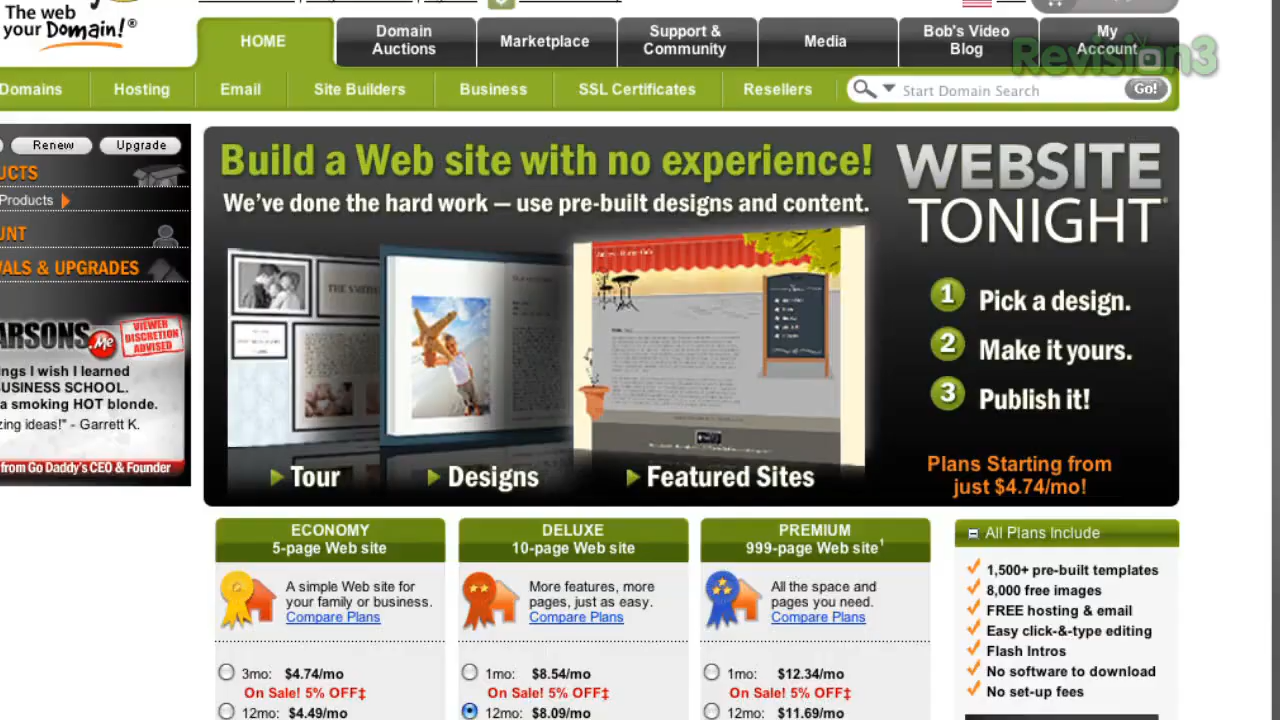 The web
your Domain!®
HOME
Domain
Auctions
Marketplace
Support &
Community
Media
Bob's Video
Blog
My
Account
Revision3
Domains
Hosting
Email
Site Builders
Business
SSL Certificates
Resellers
Start Domain Search
Go!
Renew
Upgrade
UCTS
Products
UNT
VALS & UPGRADES
ARSONS.Me
VIEWER
DISCRETION
ADVISED
ngs I wish I learned
BUSINESS SCHOOL.
a smoking HOT blonde.
zing ideas!" - Garrett K.
from Go Daddy's CEO & Founder
Build a Web site with no experience!
We've done the hard work — use pre-built designs and content.
WEBSITE
TONIGHT®
THE SMITH
1 Pick a design.
2 Make it yours.
3 Publish it!
Tour
Designs
Featured Sites
Plans Starting from
just $4.74/mo!
ECONOMY
5-page Web site
A simple Web site for
your family or business.
Compare Plans
3mo: $4.74/mo
On Sale! 5% OFF‡
12mo: $4.49/mo
DELUXE
10-page Web site
More features, more
pages, just as easy.
Compare Plans
1mo: $8.54/mo
On Sale! 5% OFF‡
12mo: $8.09/mo
PREMIUM
999-page Web site¹
All the space and
pages you need.
Compare Plans
1mo: $12.34/mo
On Sale! 5% OFF‡
12mo: $11.69/mo
All Plans Include
1,500+ pre-built templates
8,000 free images
FREE hosting & email
Easy click-&-type editing
Flash Intros
No software to download
No set-up fees